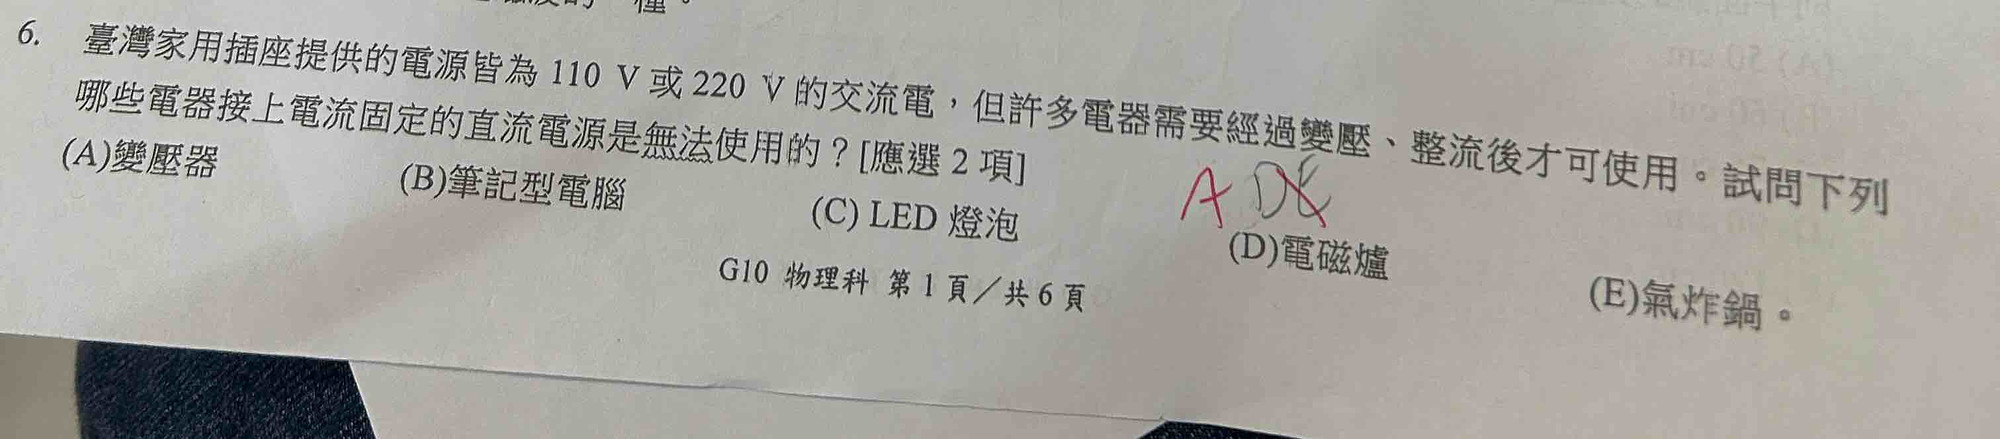 6. 臺灣家用插座提供的電源皆為 110 V 或 220 V 的交流電，但許多電器需要經過變壓、整流後才可使用。試問下列
哪些電器接上電流固定的直流電源是無法使用的？[應選 2 項]
A DE
(A)變壓器 (B)筆記型電腦 (C) LED 燈泡 (D)電磁爐 (E)氣炸鍋。
G10 物理科 第 1 頁／共 6 頁